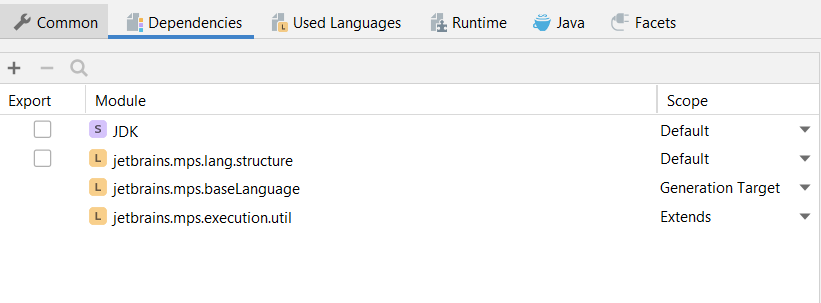 Common Dependencies Used Languages Runtime Java Facets
Export Module Scope
S JDK Default
L jetbrains.mps.lang.structure Default
L jetbrains.mps.baseLanguage Generation Target
L jetbrains.mps.execution.util Extends